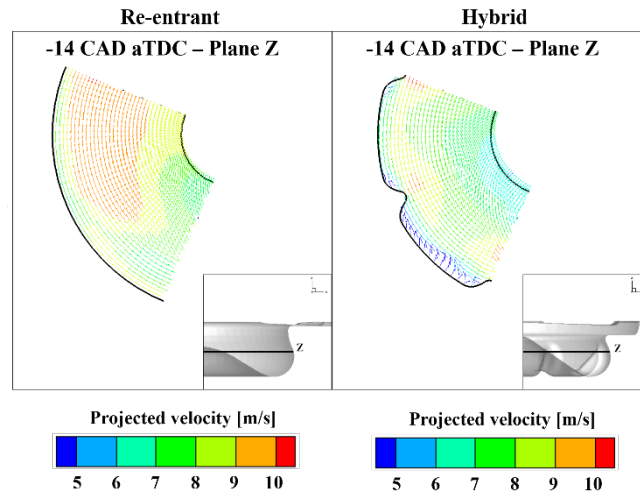 Re-entrant
Hybrid
-14 CAD aTDC – Plane Z
-14 CAD aTDC – Plane Z
Z
Z
Projected velocity [m/s]
Projected velocity [m/s]
5 6 7 8 9 10
5 6 7 8 9 10